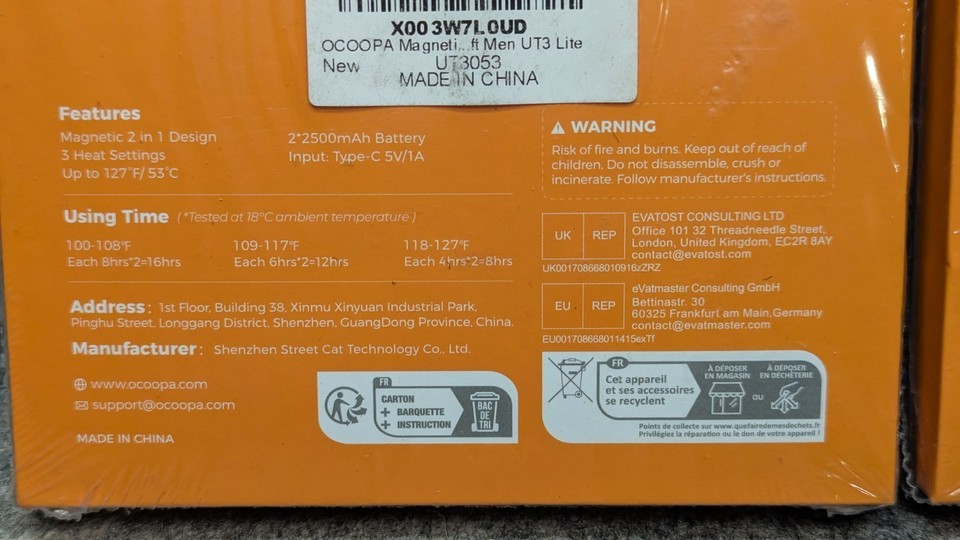 X003W7L0UD
OCOOPA Magneti...ft Men UT3 Lite
New UT3053
MADE IN CHINA
Features
Magnetic 2 in 1 Design
3 Heat Settings
Up to 127°F/ 53°C
2*2500mAh Battery
Input: Type-C 5V/1A
WARNING
Risk of fire and burns. Keep out of reach of
children. Do not disassemble, crush or
incinerate. Follow manufacturer's instructions.
Using Time (*Tested at 18°C ambient temperature)
100-108°F
Each 8hrs*2=16hrs
109-117°F
Each 6hrs*2=12hrs
118-127°F
Each 4hrs*2=8hrs
UK REP
EVATOST CONSULTING LTD
Office 101 32 Threadneedle Street,
London, United Kingdom, EC2R 8AY
contact@evatost.com
UK001708668010916zZRZ
EU REP
eVatmaster Consulting GmbH
Bettinastr. 30
60325 Frankfurl am Main,Germany
contact@evatmaster.com
EU001708668011415exTf
Address: 1st Floor, Building 38, Xinmu Xinyuan Industrial Park,
Pinghu Street, Longgang District, Shenzhen, GuangDong Province, China.
Manufacturer: Shenzhen Street Cat Technology Co., Ltd.
www.ocoopa.com
support@ocoopa.com
MADE IN CHINA
FR
CARTON
+ BARQUETTE
+ INSTRUCTION
BAC
DE
TRI
FR
Cet appareil
et ses accessoires
se recyclent
À DÉPOSER
EN MAGASIN
OU
À DÉPOSER
EN DÉCHÈTERIE
Points de collecte sur www.quefairedemesdechets.fr
Privilégiez la réparation ou le don de votre appareil !